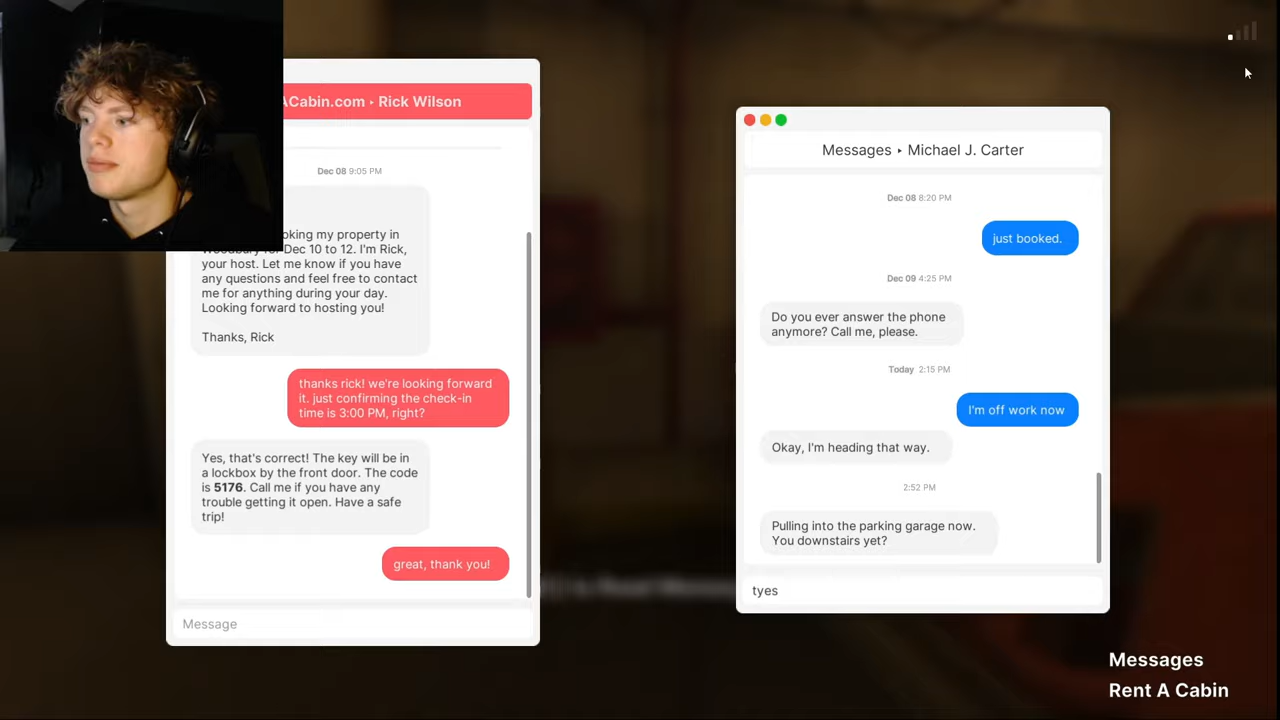 ACabin.com ▸ Rick Wilson
Dec 08 9:05 PM
oking my property in
Dec 10 to 12. I'm Rick,
your host. Let me know if you have
any questions and feel free to contact
me for anything during your day.
Looking forward to hosting you!
Thanks, Rick
thanks rick! we're looking forward
it. just confirming the check-in
time is 3:00 PM, right?
Yes, that's correct! The key will be in
a lockbox by the front door. The code
is 5176. Call me if you have any
trouble getting it open. Have a safe
trip!
great, thank you!
Message
Messages ▸ Michael J. Carter
Dec 08 8:20 PM
just booked.
Dec 09 4:25 PM
Do you ever answer the phone
anymore? Call me, please.
Today 2:15 PM
I'm off work now
Okay, I'm heading that way.
2:52 PM
Pulling into the parking garage now.
You downstairs yet?
tyes
Messages
Rent A Cabin